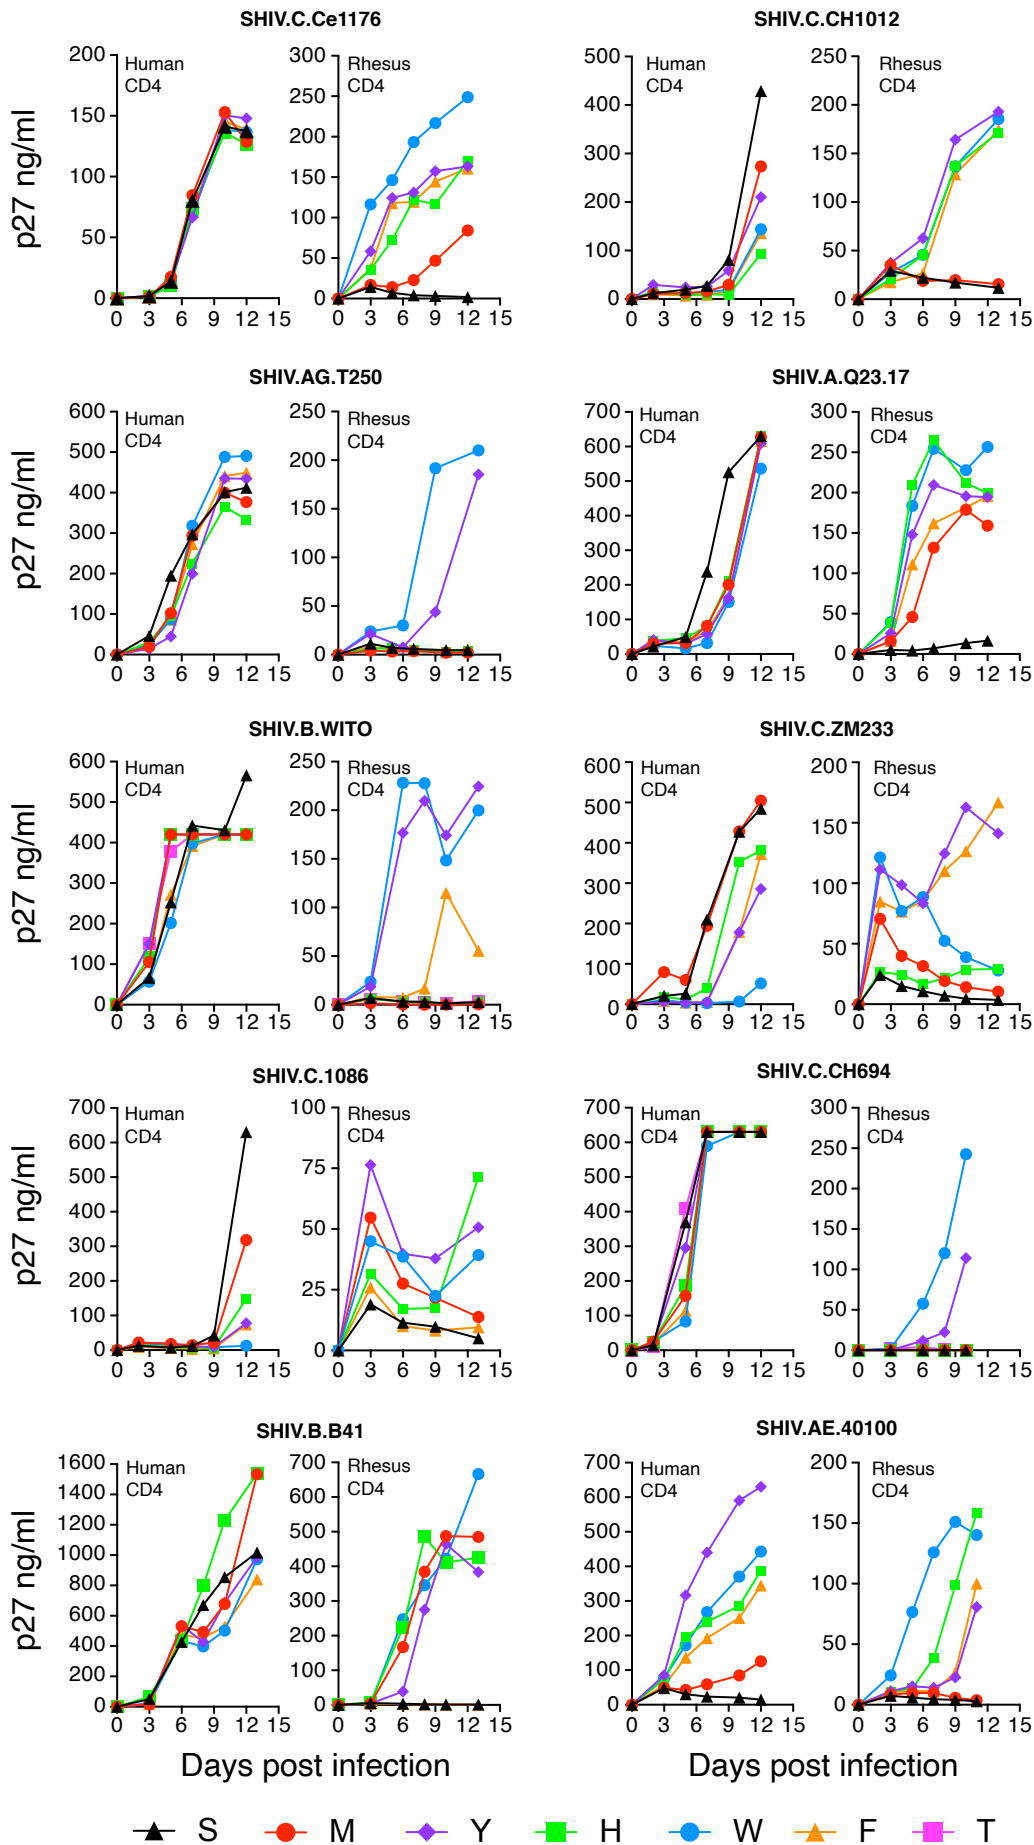 SHIV.C.Ce1176
p27 ng/ml
200
150
100
50
0
Human
CD4
0 3 6 9 12 15
300
250
200
150
100
50
0
Rhesus
CD4
0 3 6 9 12 15
SHIV.C.CH1012
500
400
300
200
100
0
Human
CD4
0 3 6 9 12 15
250
200
150
100
50
0
Rhesus
CD4
0 3 6 9 12 15
SHIV.AG.T250
p27 ng/ml
600
500
400
300
200
100
0
Human
CD4
0 3 6 9 12 15
250
200
150
100
50
0
Rhesus
CD4
0 3 6 9 12 15
SHIV.A.Q23.17
700
600
500
400
300
200
100
0
Human
CD4
0 3 6 9 12 15
300
250
200
150
100
50
0
Rhesus
CD4
0 3 6 9 12 15
SHIV.B.WITO
p27 ng/ml
600
500
400
300
200
100
0
Human
CD4
0 3 6 9 12 15
250
200
150
100
50
0
Rhesus
CD4
0 3 6 9 12 15
SHIV.C.ZM233
600
500
400
300
200
100
0
Human
CD4
0 3 6 9 12 15
200
150
100
50
0
Rhesus
CD4
0 3 6 9 12 15
SHIV.C.1086
p27 ng/ml
700
600
500
400
300
200
100
0
Human
CD4
0 3 6 9 12 15
100
75
50
25
0
Rhesus
CD4
0 3 6 9 12 15
SHIV.C.CH694
700
600
500
400
300
200
100
0
Human
CD4
0 3 6 9 12 15
300
250
200
150
100
50
0
Rhesus
CD4
0 3 6 9 12 15
SHIV.B.B41
p27 ng/ml
1600
1400
1200
1000
800
600
400
200
0
Human
CD4
0 3 6 9 12 15
700
600
500
400
300
200
100
0
Rhesus
CD4
0 3 6 9 12 15
SHIV.AE.40100
700
600
500
400
300
200
100
0
Human
CD4
0 3 6 9 12 15
200
150
100
50
0
Rhesus
CD4
0 3 6 9 12 15
Days post infection
Days post infection
S M Y H W F T